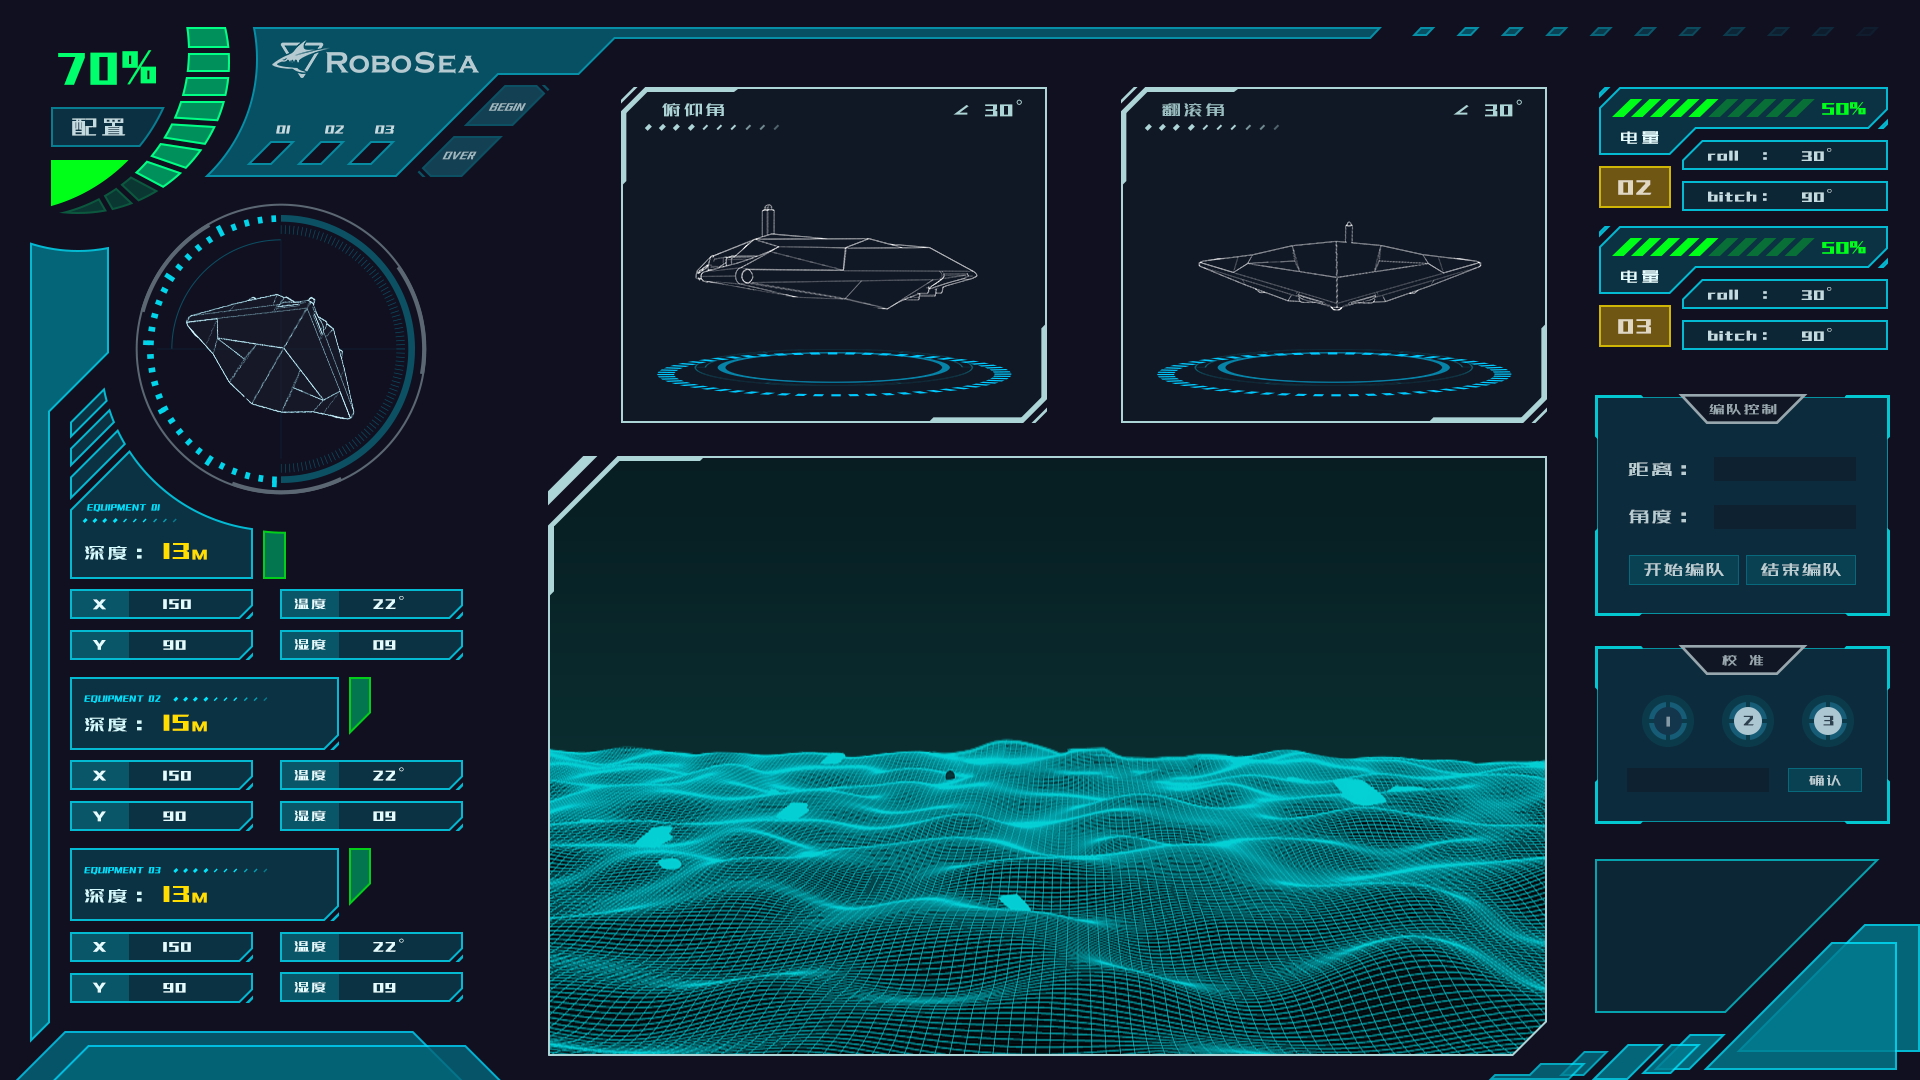 70%
配置
ROBOSEA
01 02 03
BEGIN
OVER
俯仰角 ∠ 30°
翻滚角 ∠ 30°
50%
电量
roll : 30°
02
bitch: 90°
50%
电量
roll : 30°
03
bitch: 90°
EQUIPMENT 01
深度: 13M
X 150 温度 22°
Y 90 湿度 09
EQUIPMENT 02
深度: 15M
X 150 温度 22°
Y 90 湿度 09
EQUIPMENT 03
深度: 13M
X 150 温度 22°
Y 90 湿度 09
编队控制
距离:
角度:
开始编队 结束编队
校 准
1 2 3
确认